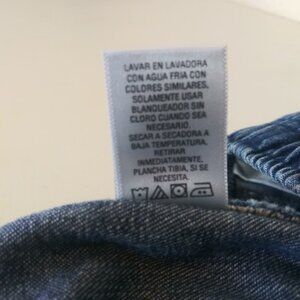 LAVAR EN LAVADORA
CON AGUA FRIA CON
COLORES SIMILARES,
SOLAMENTE USAR
BLANQUEADOR SIN
CLORO CUANDO SEA
NECESARIO.
SECAR A SECADORA A
BAJA TEMPERATURA,
RETIRAR
INMEDIATAMENTE,
PLANCHA TIBIA, SI SE
NECESITA.